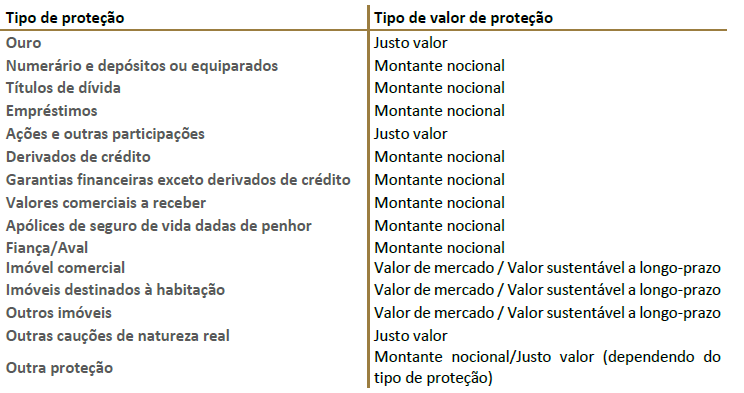 Tipo de proteção Tipo de valor de proteção
Ouro Justo valor
Numerário e depósitos ou equiparados Montante nocional
Títulos de dívida Montante nocional
Empréstimos Montante nocional
Ações e outras participações Justo valor
Derivados de crédito Montante nocional
Garantias financeiras exceto derivados de crédito Montante nocional
Valores comerciais a receber Montante nocional
Apólices de seguro de vida dadas de penhor Montante nocional
Fiança/Aval Montante nocional
Imóvel comercial Valor de mercado / Valor sustentável a longo-prazo
Imóveis destinados à habitação Valor de mercado / Valor sustentável a longo-prazo
Outros imóveis Valor de mercado / Valor sustentável a longo-prazo
Outras cauções de natureza real Justo valor
Outra proteção Montante nocional/Justo valor (dependendo do
tipo de proteção)